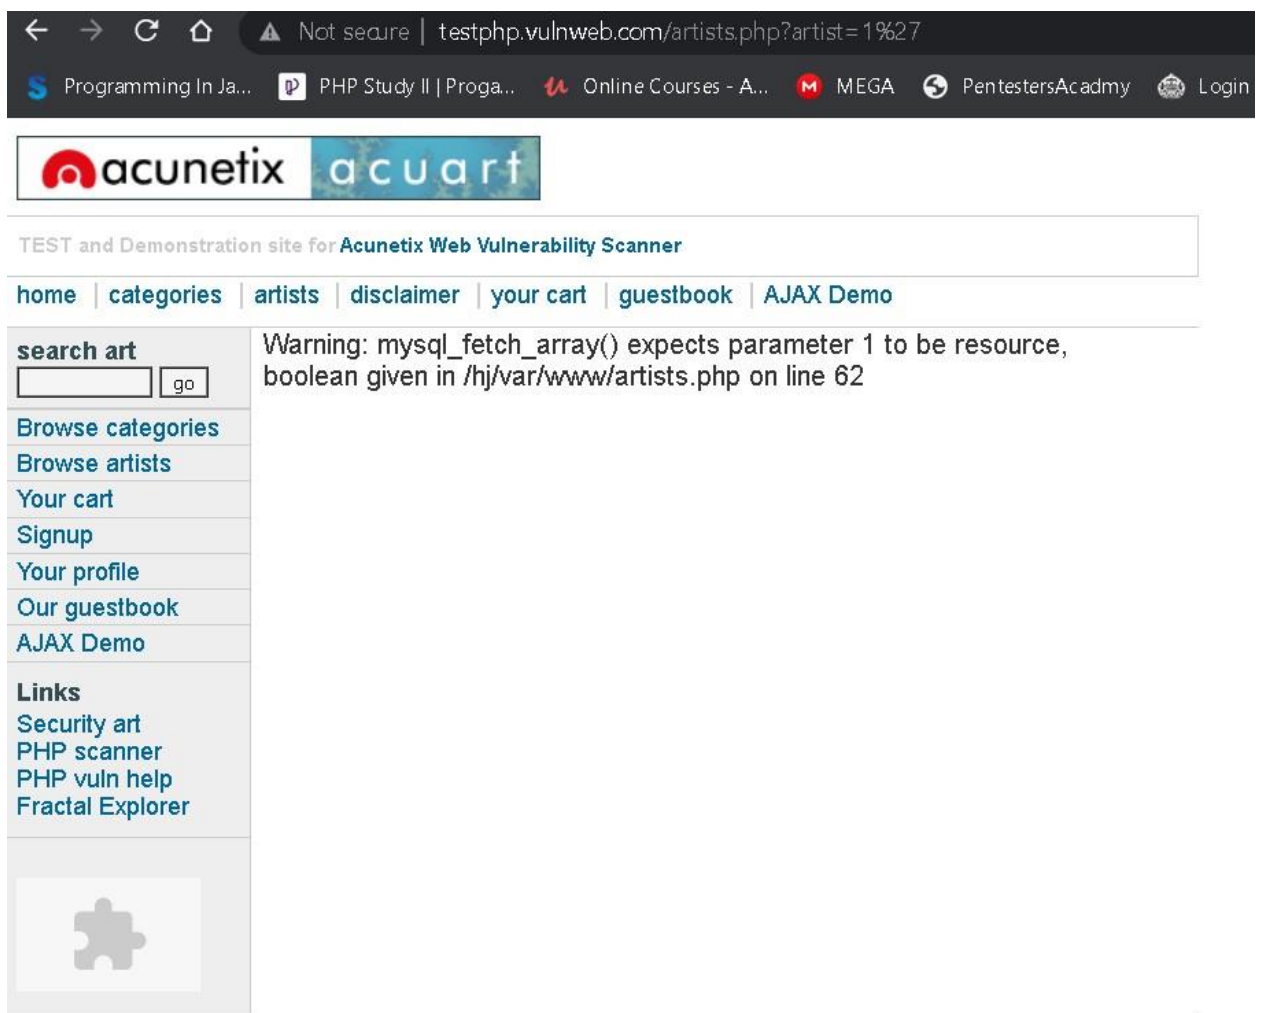 Not secure | testphp.vulnweb.com/artists.php?artist=1%27
Programming In Ja... PHP Study II | Proga... Online Courses - A... MEGA PentestersAcadmy Login
acunetix acuart
TEST and Demonstration site for Acunetix Web Vulnerability Scanner
home | categories | artists | disclaimer | your cart | guestbook | AJAX Demo
search art
go
Browse categories
Browse artists
Your cart
Signup
Your profile
Our guestbook
AJAX Demo
Links
Security art
PHP scanner
PHP vuln help
Fractal Explorer
Warning: mysql_fetch_array() expects parameter 1 to be resource,
boolean given in /hj/var/www/artists.php on line 62